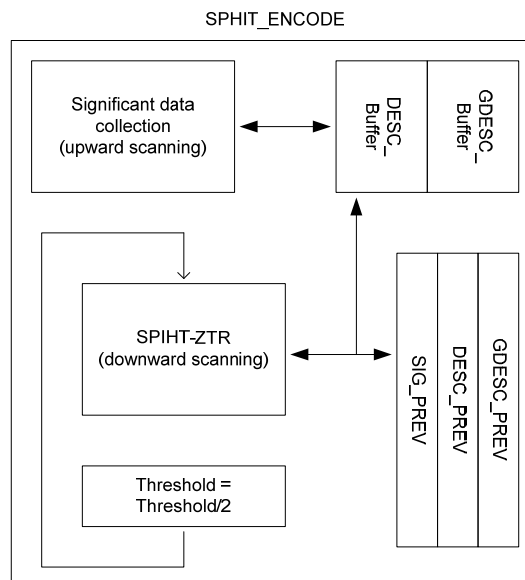 SPHIT_ENCODE
Significant data
collection
(upward scanning)
DESC_
Buffer
GDESC_
Buffer
SPIHT-ZTR
(downward scanning)
SIG_PREV
DESC_PREV
GDESC_PREV
Threshold =
Threshold/2